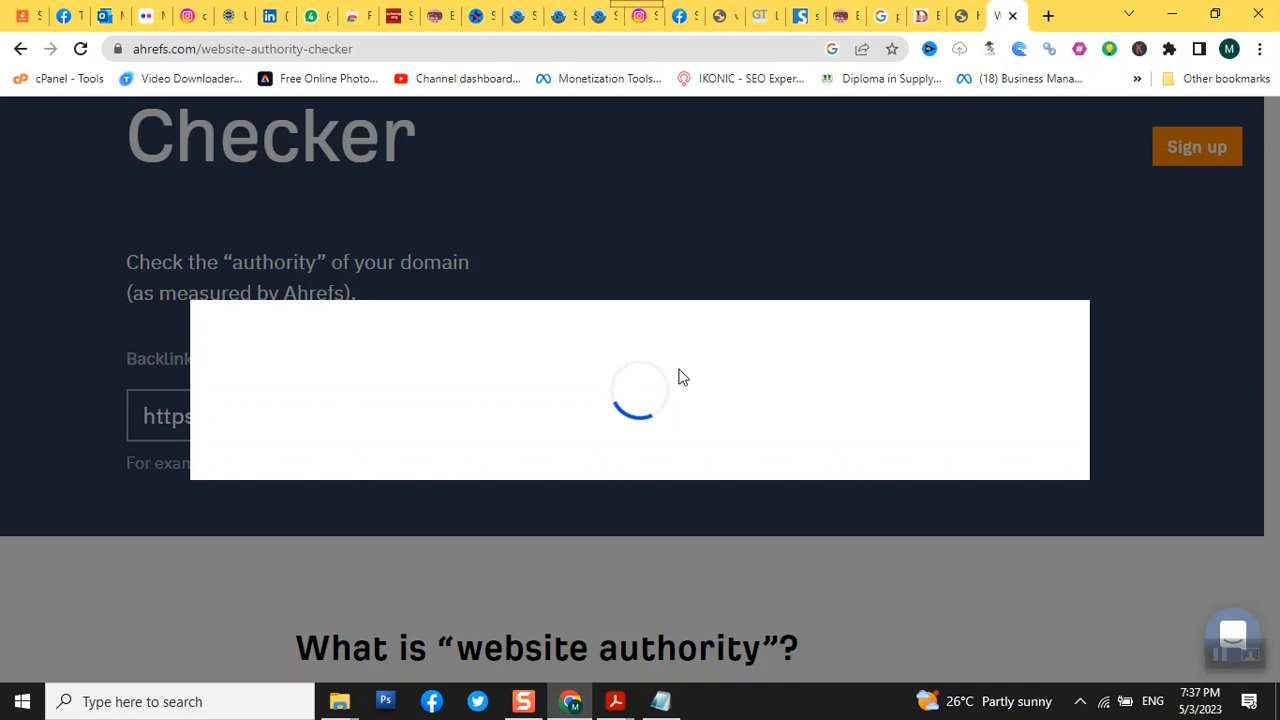 S
T
(
c
U
(
(
F
S
E
S
S
S
S
S
v
GT L
s
E
p
E
h
W
ahrefs.com/website-authority-checker
M
cPanel - Tools
Video Downloader...
Free Online Photo...
Channel dashboard...
Monetization Tools...
IKONIC - SEO Exper...
Diploma in Supply...
(18) Business Mana...
»
Other bookmarks
Checker
Sign up
Check the “authority” of your domain
(as measured by Ahrefs).
Backlin
https
For exam
What is “website authority”?
Type here to search
Ps
26°C Partly sunny
ENG
7:37 PM
5/3/2023